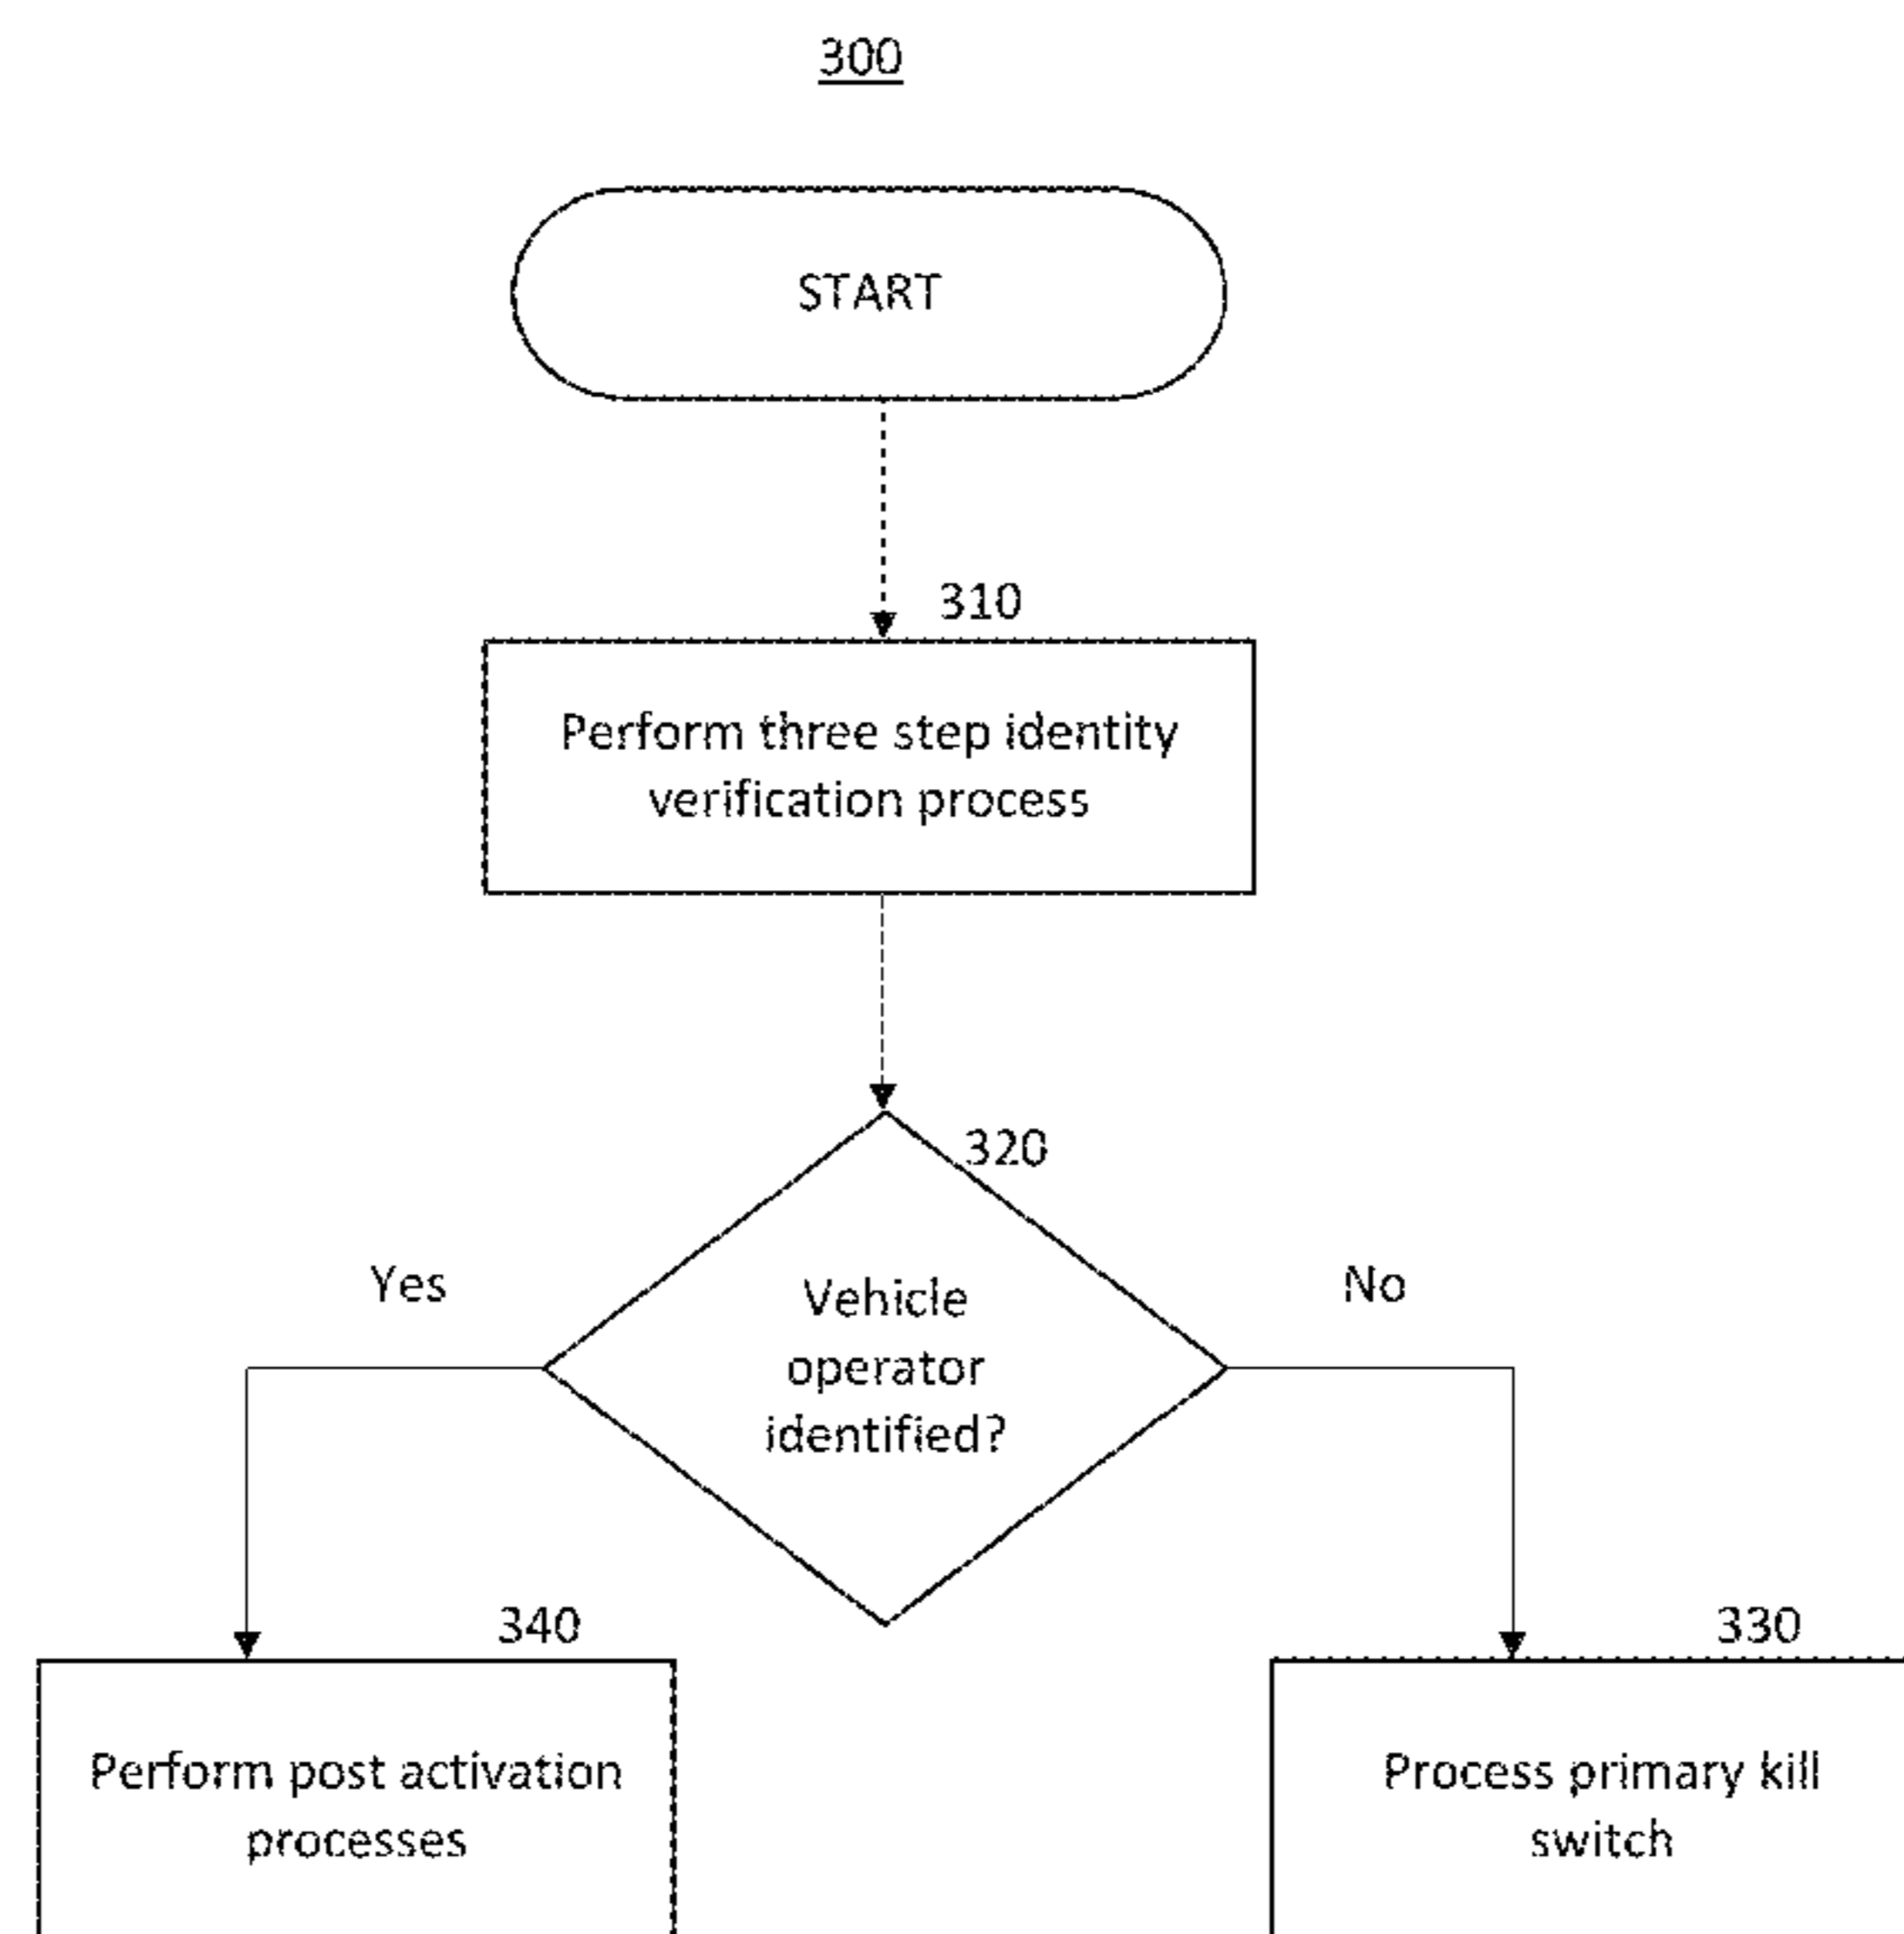 300
START
310
Perform three step identity
verification process
320
Vehicle
operator
identified?
Yes
No
340
330
Perform post activation
processes
Process primary kill
switch